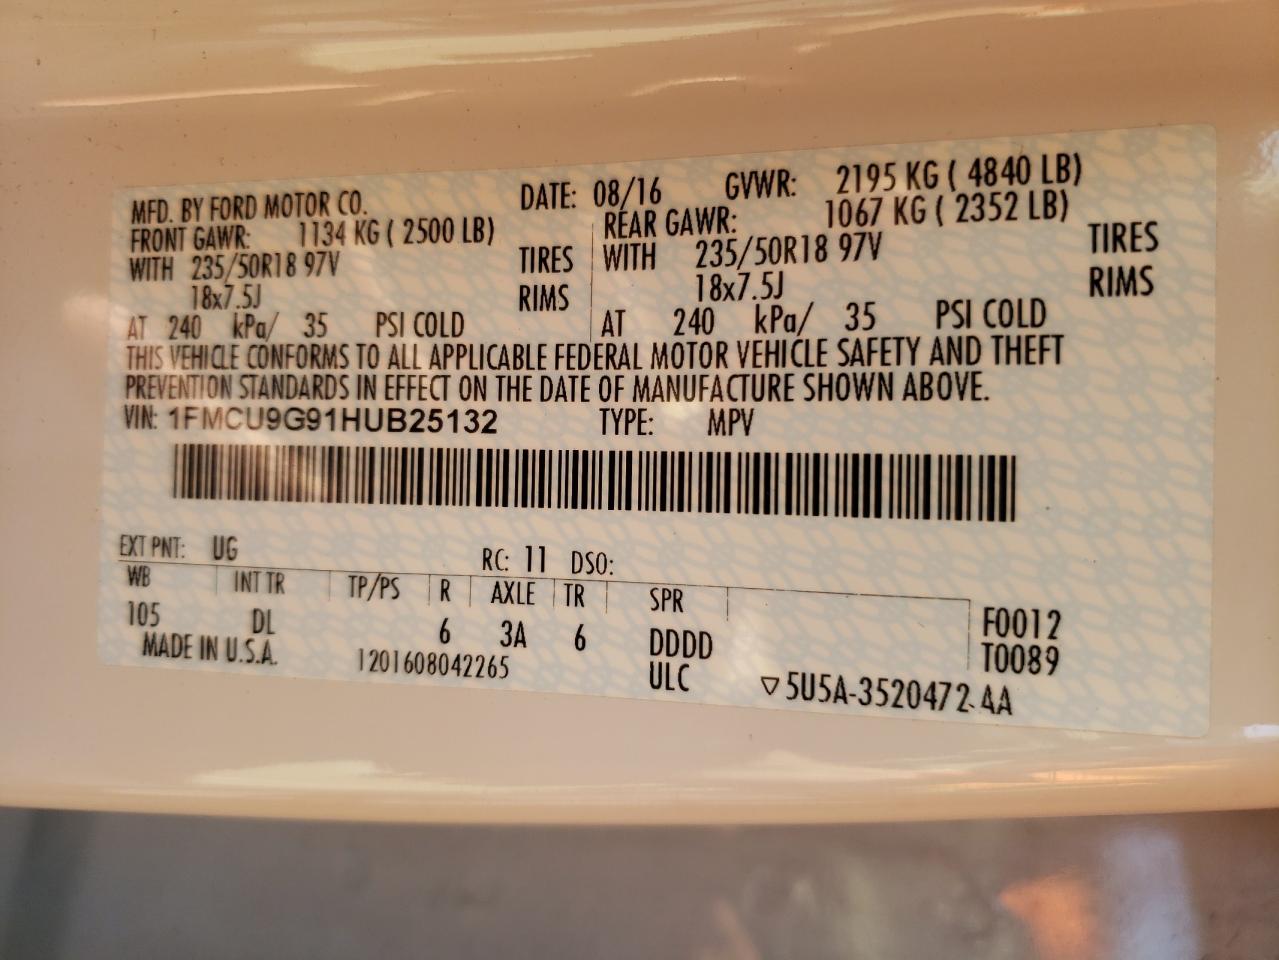 MFD. BY FORD MOTOR CO. DATE: 08/16 GVWR: 2195 KG ( 4840 LB)
FRONT GAWR: 1134 KG ( 2500 LB) REAR GAWR: 1067 KG ( 2352 LB)
WITH 235/50R18 97V TIRES WITH 235/50R18 97V TIRES
18x7.5J RIMS 18x7.5J RIMS
AT 240 kPa/ 35 PSI COLD AT 240 kPa/ 35 PSI COLD
THIS VEHICLE CONFORMS TO ALL APPLICABLE FEDERAL MOTOR VEHICLE SAFETY AND THEFT
PREVENTION STANDARDS IN EFFECT ON THE DATE OF MANUFACTURE SHOWN ABOVE.
VIN: 1FMCU9G91HUB25132 TYPE: MPV
EXT PNT: UG RC: 11 DSO:
WB INT TR TP/PS R AXLE TR SPR
105 DL 6 3A 6 DDDD F0012
MADE IN U.S.A. 1201608042265 ULC T0089
▽5U5A-3520472-AA